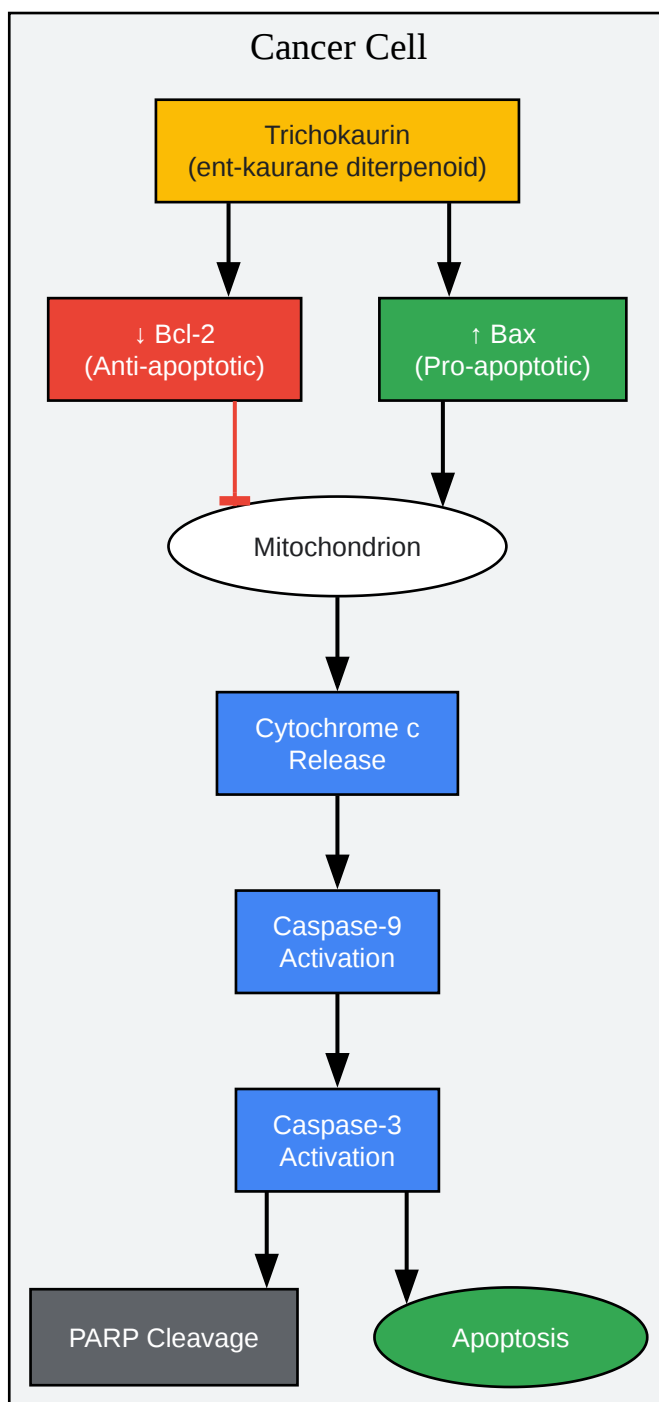 Cancer Cell
Trichokaurin
(ent-kaurane diterpenoid)
↓ Bcl-2
(Anti-apoptotic)
↑ Bax
(Pro-apoptotic)
Mitochondrion
Cytochrome c
Release
Caspase-9
Activation
Caspase-3
Activation
PARP Cleavage
Apoptosis